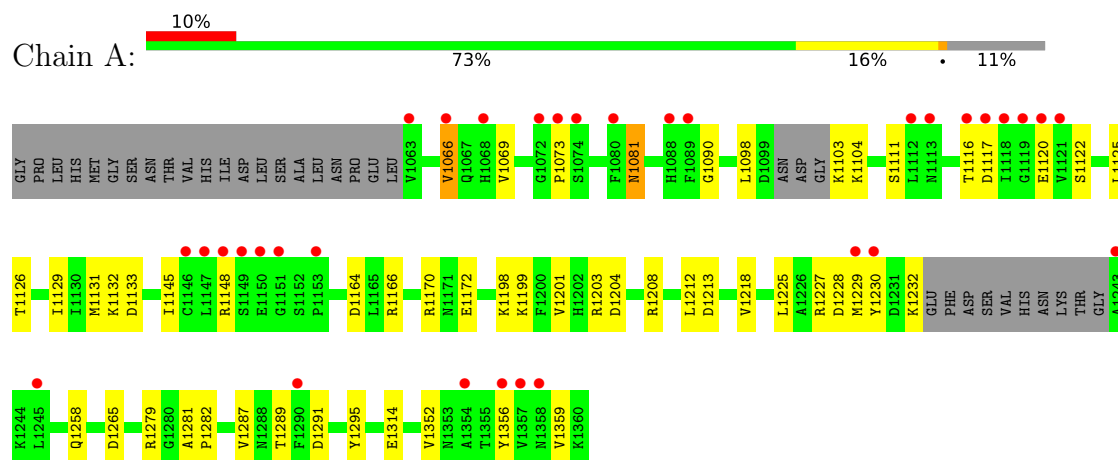 10%
Chain A:
73% 16% • 11%
GLY PRO LEU HIS MET GLY SER ASN THR VAL HIS ILE ASP LEU SER ALA LEU ASN PRO GLU LEU V1063 V1066 Q1067 H1068 V1069 G1072 P1073 S1074 F1080 N1081 H1088 F1089 G1090 L1098 D1099 ASN ASP GLY K1103 K1104 S1111 L1112 N1113 T1116 D1117 I1118 G1119 E1120 V1121 S1122 L1125
T1126 I1129 I1130 M1131 K1132 D1133 I1145 C1146 L1147 R1148 S1149 E1150 G1151 S1152 P1153 D1164 L1165 R1166 R1170 N1171 E1172 K1198 K1199 F1200 V1201 H1202 R1203 D1204 R1208 L1212 D1213 V1218 L1225 A1226 R1227 D1228 M1229 Y1230 D1231 K1232 GLU PHE ASP SER VAL HIS ASN LYS THR GLY A1243
K1244 L1245 Q1258 D1265 R1279 G1280 A1281 P1282 V1287 N1288 T1289 F1290 D1291 Y1295 E1314 V1352 N1353 A1354 T1355 Y1356 V1357 N1358 V1359 K1360